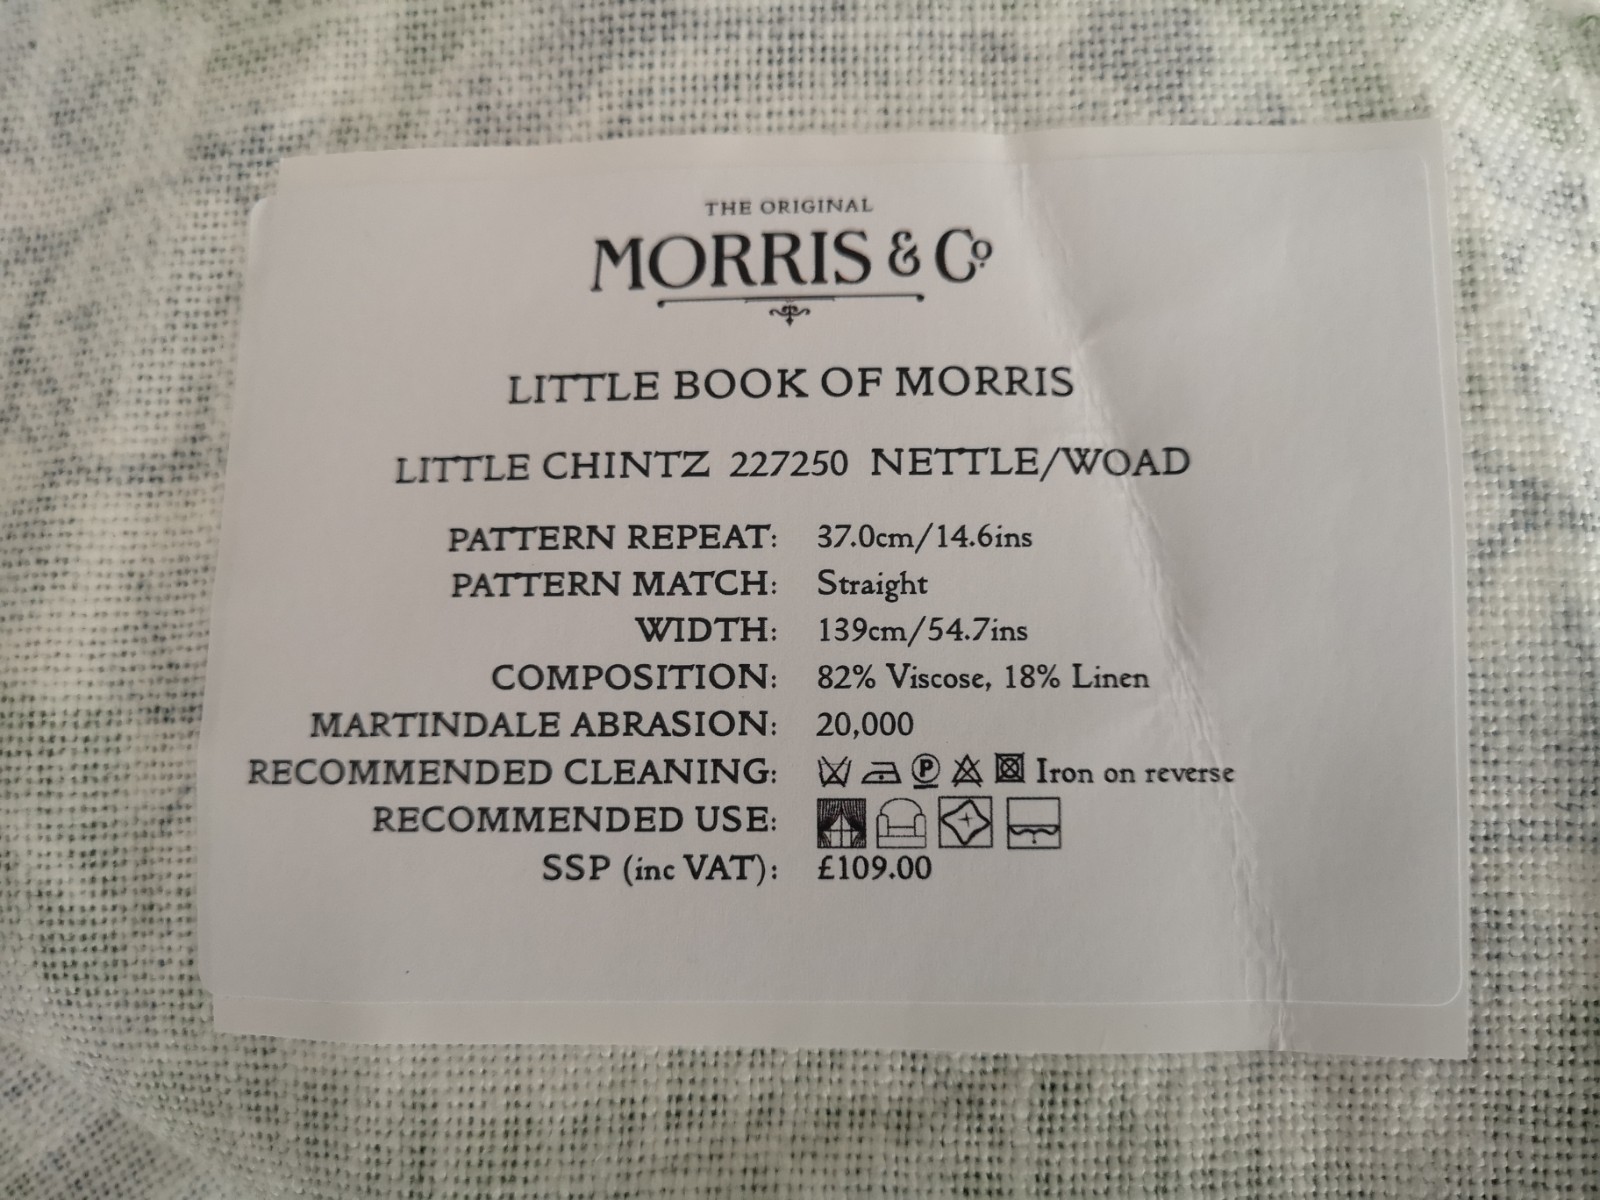 THE ORIGINAL
MORRIS & Co.
LITTLE BOOK OF MORRIS
LITTLE CHINTZ 227250 NETTLE/WOAD
PATTERN REPEAT: 37.0cm/14.6ins
PATTERN MATCH: Straight
WIDTH: 139cm/54.7ins
COMPOSITION: 82% Viscose, 18% Linen
MARTINDALE ABRASION: 20,000
RECOMMENDED CLEANING: P Iron on reverse
RECOMMENDED USE:
SSP (inc VAT): £109.00